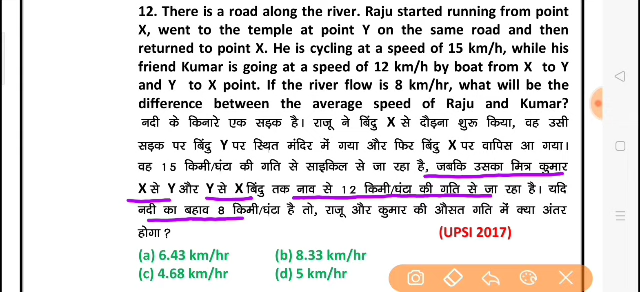 12. There is a road along the river. Raju started running from point
X, went to the temple at point Y on the same road and then
returned to point X. He is cycling at a speed of 15 km/h, while his
friend Kumar is going at a speed of 12 km/h by boat from X to Y
and Y to X point. If the river flow is 8 km/hr, what will be the
difference between the average speed of Raju and Kumar?
नदी के किनारे एक सड़क है। राजू ने बिंदु X से दौड़ना शुरू किया, वह उसी
सड़क पर बिंदु Y पर स्थित मंदिर में गया और फिर बिंदु X पर वापिस आ गया।
वह 15 किमी/घंटा की गति से साइकिल से जा रहा है, जबकि उसका मित्र कुमार
X से Y और Y से X बिंदु तक नाव से 12 किमी/घंटा की गति से जा रहा है। यदि
नदी का बहाव 8 किमी/घंटा है तो, राजू और कुमार की औसत गति में क्या अंतर
होगा ? (UPSI 2017)
(a) 6.43 km/hr (b) 8.33 km/hr
(c) 4.68 km/hr (d) 5 km/hr